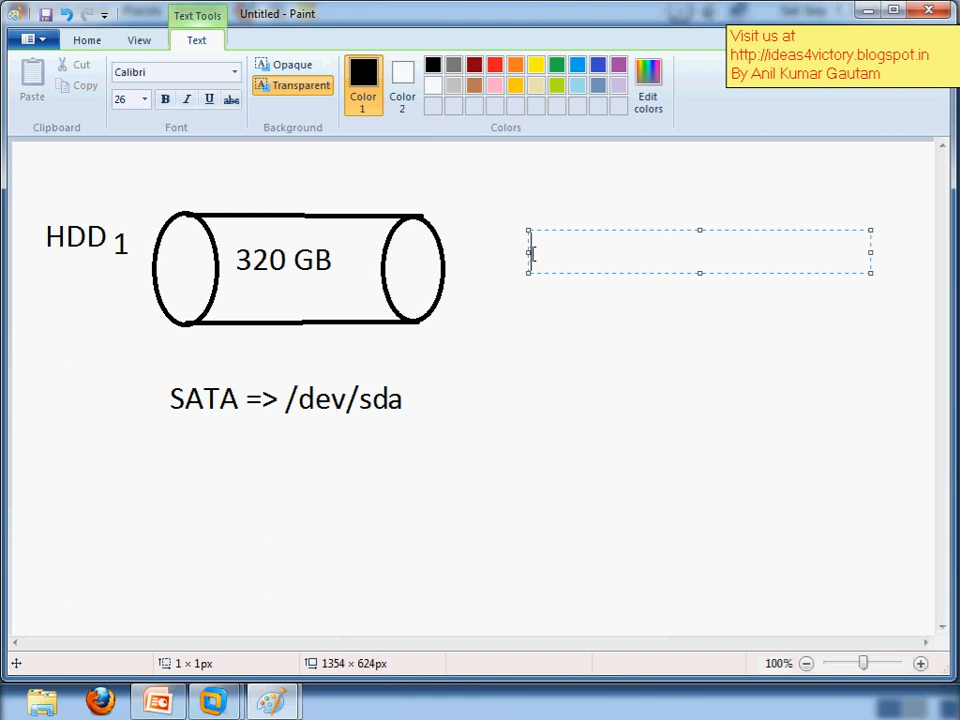 Text Tools
Untitled - Paint
Visit us at
http://ideas4victory.blogspot.in
By Anil Kumar Gautam
Home
View
Text
Paste
Cut
Copy
Clipboard
Calibri
26
B
I
U
abc
Font
Opaque
Transparent
Background
Color
1
Color
2
Edit
colors
Colors
HDD 1
320 GB
SATA => /dev/sda
1 × 1px
1354 × 624px
100%